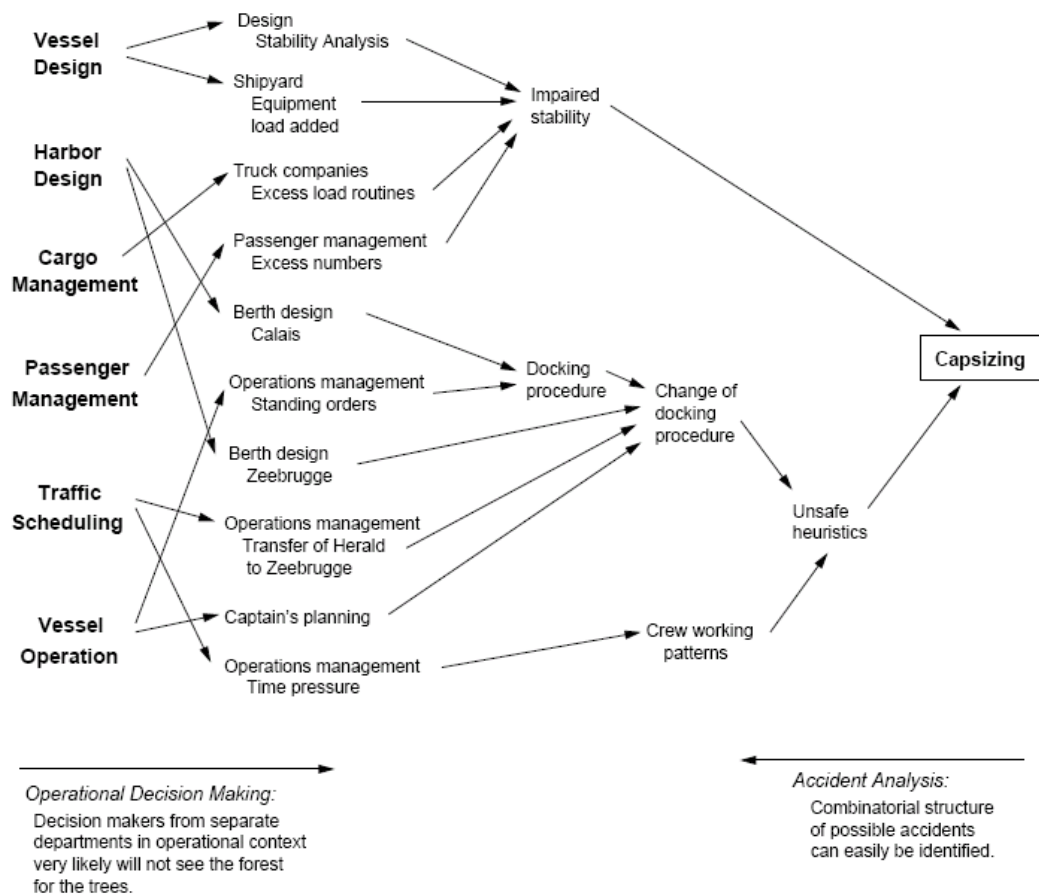 Vessel
Design
Harbor
Design
Cargo
Management
Passenger
Management
Traffic
Scheduling
Vessel
Operation
Design
Stability Analysis
Shipyard
Equipment
load added
Truck companies
Excess load routines
Passenger management
Excess numbers
Berth design
Calais
Operations management
Standing orders
Berth design
Zeebrugge
Operations management
Transfer of Herald
to Zeebrugge
Captain's planning
Operations management
Time pressure
Impaired
stability
Docking
procedure
Change of
docking
procedure
Crew working
patterns
Unsafe
heuristics
Capsizing
Operational Decision Making:
Decision makers from separate
departments in operational context
very likely will not see the forest
for the trees.
Accident Analysis:
Combinatorial structure
of possible accidents
can easily be identified.